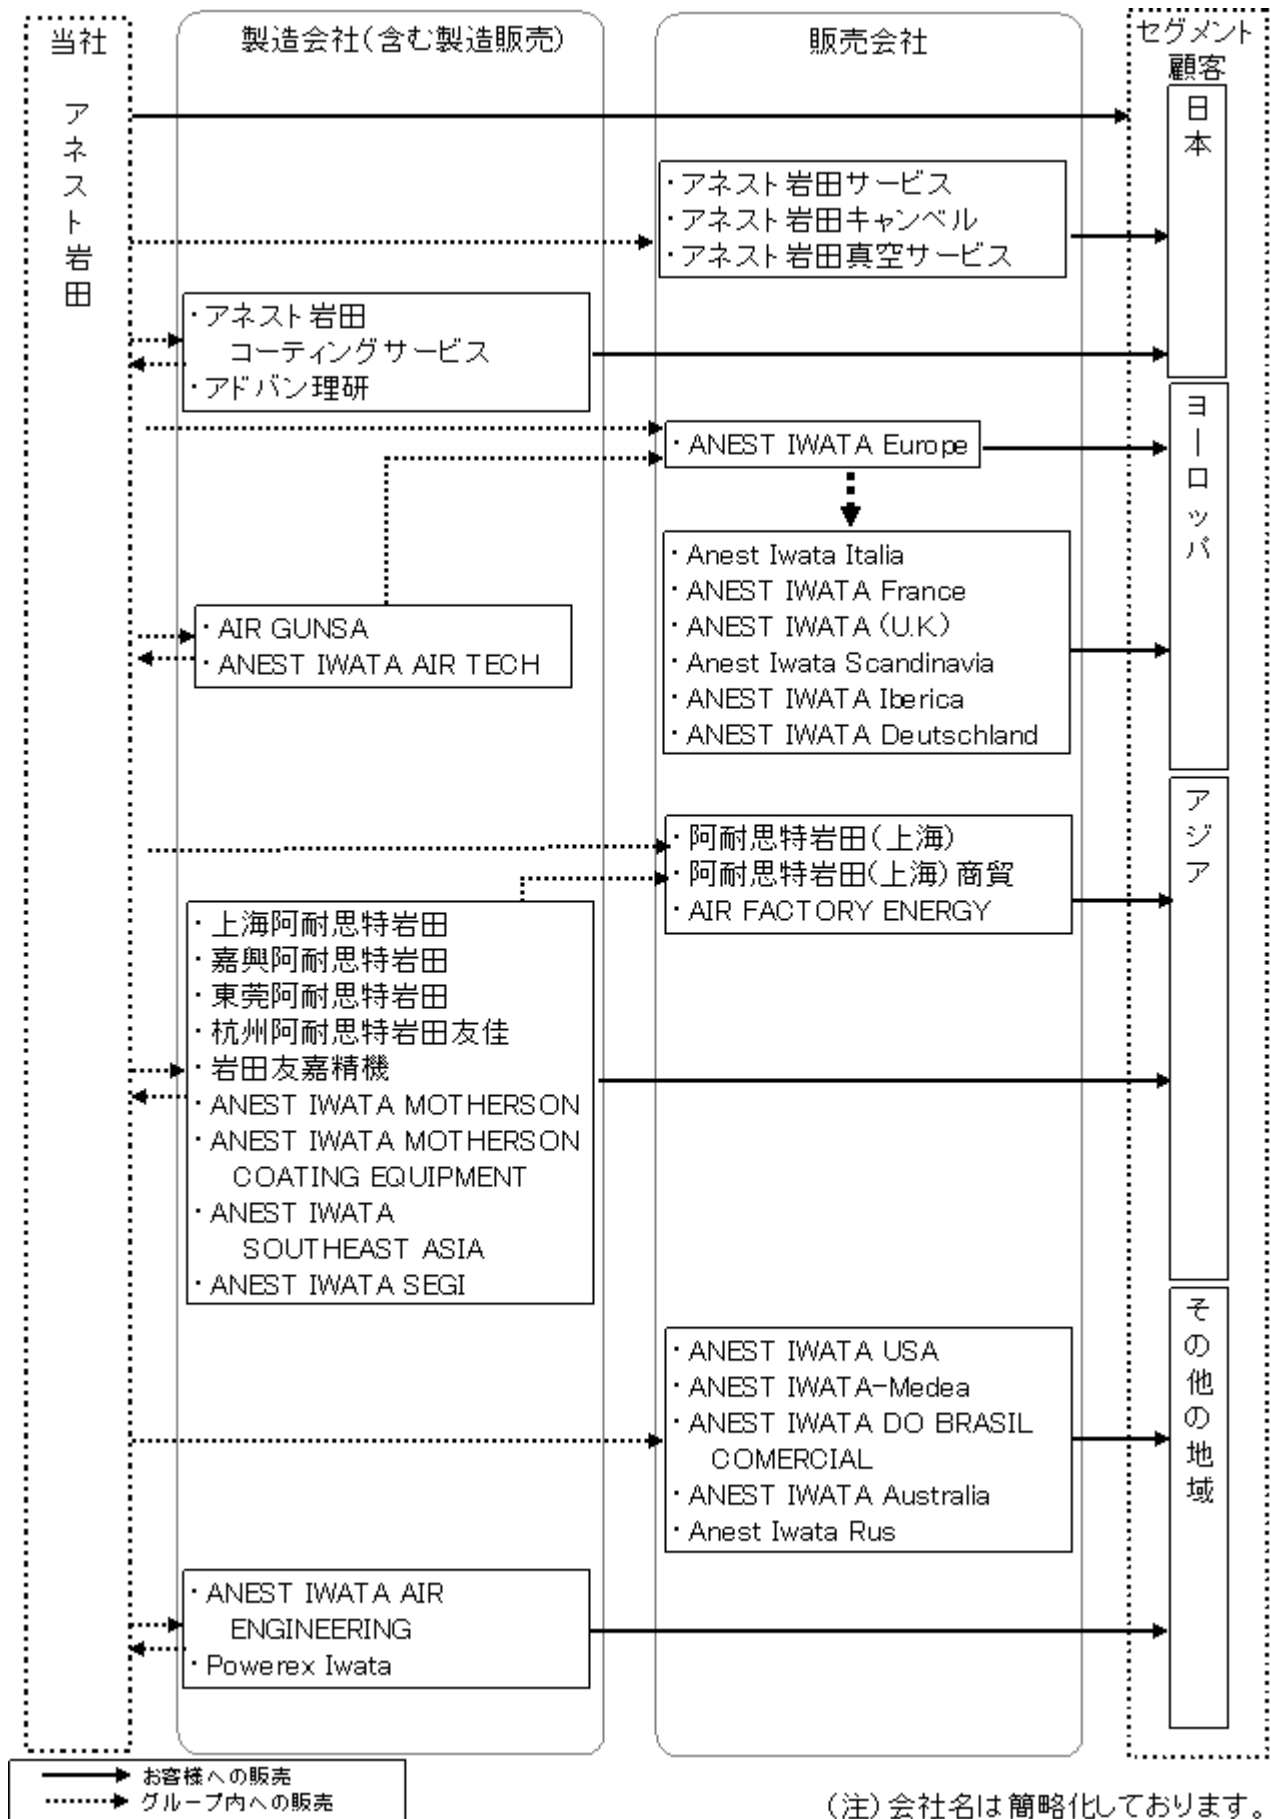 当社
製造会社(含む製造販売)
販売会社
セグメント
顧客
アネスト岩田
日本
・アネスト岩田サービス
・アネスト岩田キャンベル
・アネスト岩田真空サービス
・アネスト岩田
コーティングサービス
・アドバン理研
ヨーロッパ
・ANEST IWATA Europe
・Anest Iwata Italia
・ANEST IWATA France
・ANEST IWATA (U.K.)
・Anest Iwata Scandinavia
・ANEST IWATA Iberica
・ANEST IWATA Deutschland
・AIR GUNSA
・ANEST IWATA AIR TECH
アジア
・阿耐思特岩田(上海)
・阿耐思特岩田(上海)商貿
・AIR FACTORY ENERGY
・上海阿耐思特岩田
・嘉興阿耐思特岩田
・東莞阿耐思特岩田
・杭州阿耐思特岩田友佳
・岩田友嘉精機
・ANEST IWATA MOTHERSON
・ANEST IWATA MOTHERSON
COATING EQUIPMENT
・ANEST IWATA
SOUTHEAST ASIA
・ANEST IWATA SEGI
その他の地域
・ANEST IWATA USA
・ANEST IWATA-Medea
・ANEST IWATA DO BRASIL
COMERCIAL
・ANEST IWATA Australia
・Anest Iwata Rus
・ANEST IWATA AIR
ENGINEERING
・Powerex Iwata
お客様への販売
グループ内への販売
(注)会社名は簡略化しております。